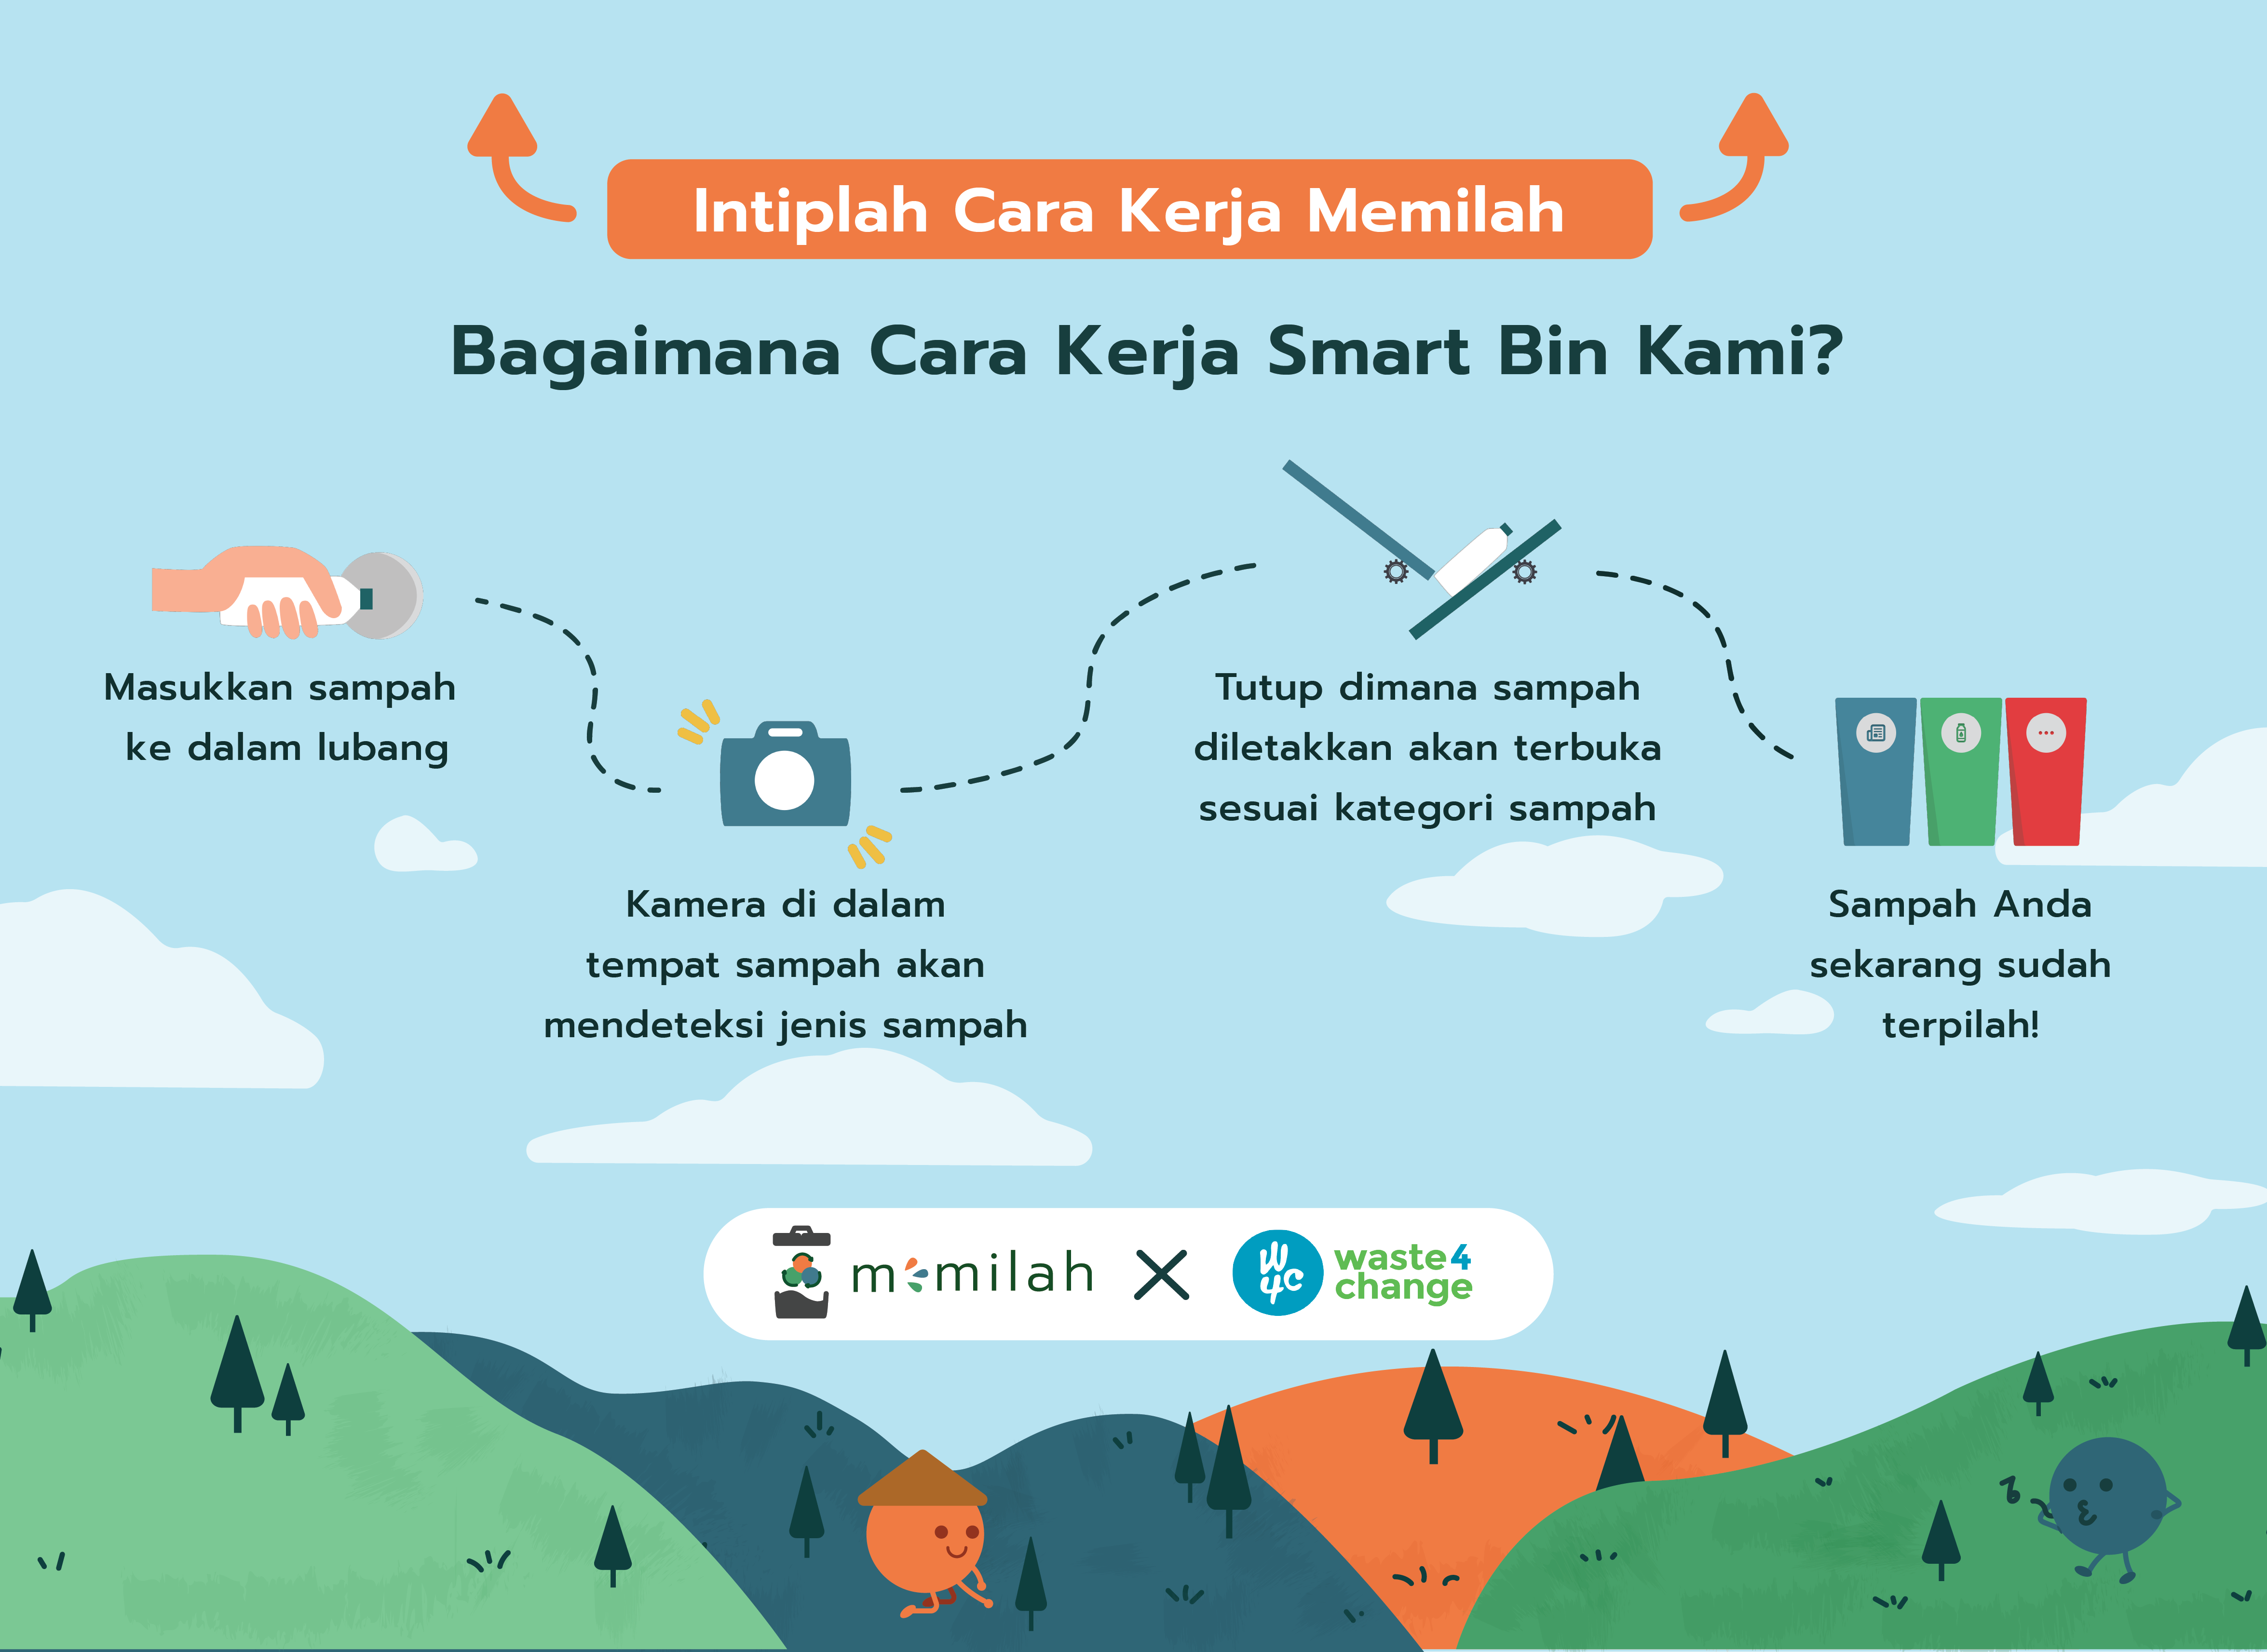 Intiplah Cara Kerja Memilah
Bagaimana Cara Kerja Smart Bin Kami?
Masukkan sampah
ke dalam lubang
Kamera di dalam
tempat sampah akan
mendeteksi jenis sampah
Tutup dimana sampah
diletakkan akan terbuka
sesuai kategori sampah
Sampah Anda
sekarang sudah
terpilah!
memilah
W4C
waste4
change